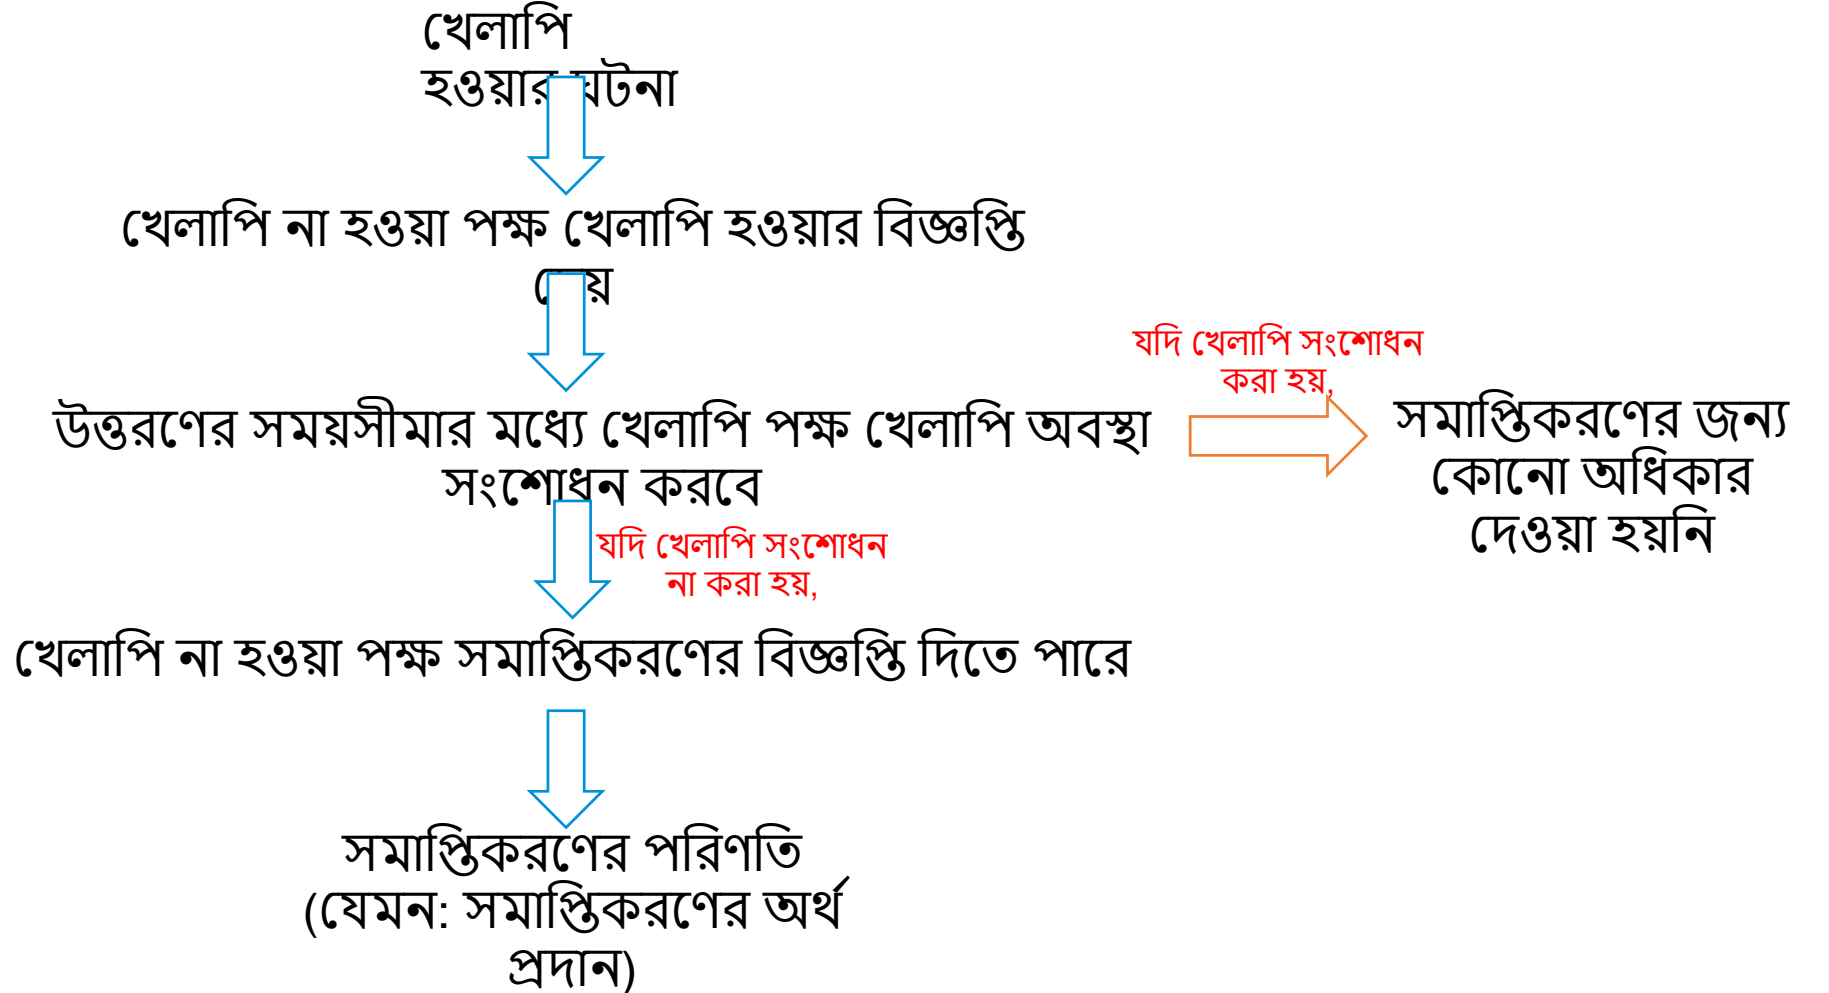 খেলাপি
হওয়ার ঘটনা
খেলাপি না হওয়া পক্ষ খেলাপি হওয়ার বিজ্ঞপ্তি
যদি খেলাপি সংশোধন
করা হয়,
উত্তরণের সময়সীমার মধ্যে খেলাপি পক্ষ খেলাপি অবস্থা
সংশোধন করবে
সমাপ্তিকরণের জন্য
কোনো অধিকার
দেওয়া হয়নি
যদি খেলাপি সংশোধন
না করা হয়,
খেলাপি না হওয়া পক্ষ সমাপ্তিকরণের বিজ্ঞপ্তি দিতে পারে
সমাপ্তিকরণের পরিণতি
(যেমন: সমাপ্তিকরণের অর্থ
প্রদান)